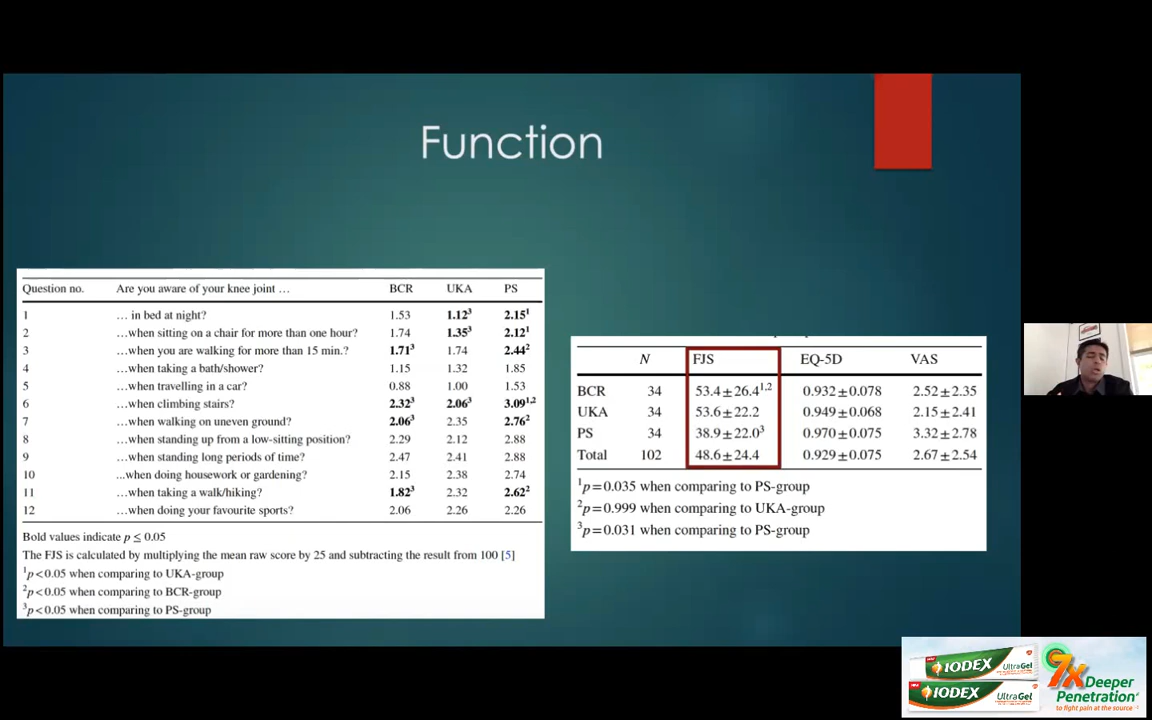 Function
Question no. Are you aware of your knee joint … BCR UKA PS
1 … in bed at night? 1.53 1.12³ 2.15¹
2 …when sitting on a chair for more than one hour? 1.74 1.35³ 2.12¹
3 …when you are walking for more than 15 min.? 1.71³ 1.74 2.44²
4 …when taking a bath/shower? 1.15 1.32 1.85
5 …when travelling in a car? 0.88 1.00 1.53
6 …when climbing stairs? 2.32³ 2.06³ 3.09¹,²
7 …when walking on uneven ground? 2.06³ 2.35 2.76²
8 …when standing up from a low-sitting position? 2.29 2.12 2.88
9 …when standing long periods of time? 2.47 2.41 2.88
10 ...when doing housework or gardening? 2.15 2.38 2.74
11 …when taking a walk/hiking? 1.82³ 2.32 2.62²
12 …when doing your favourite sports? 2.06 2.26 2.26
Bold values indicate p ≤ 0.05
The FJS is calculated by multiplying the mean raw score by 25 and subtracting the result from 100 [5]
¹p<0.05 when comparing to UKA-group
²p<0.05 when comparing to BCR-group
³p<0.05 when comparing to PS-group
N FJS EQ-5D VAS
BCR 34 53.4±26.4¹,² 0.932±0.078 2.52±2.35
UKA 34 53.6±22.2 0.949±0.068 2.15±2.41
PS 34 38.9±22.0³ 0.970±0.075 3.32±2.78
Total 102 48.6±24.4 0.929±0.075 2.67±2.54
¹p=0.035 when comparing to PS-group
²p=0.999 when comparing to UKA-group
³p=0.031 when comparing to PS-group
IODEX UltraGel
IODEX UltraGel
7X Deeper
Penetration
to fight pain at the source